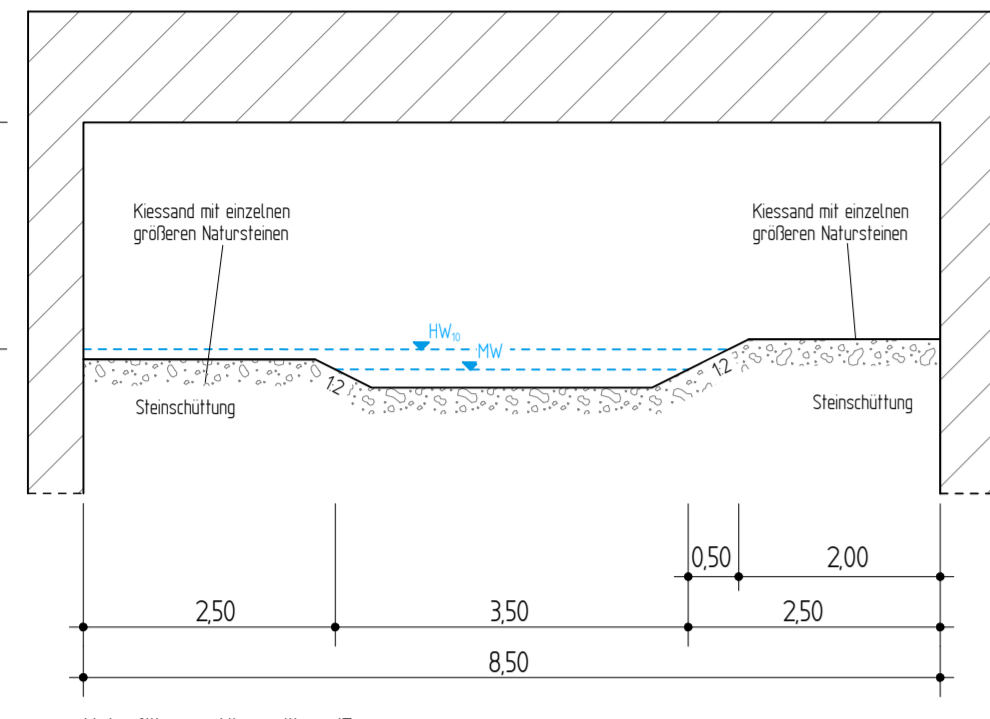 Kiessand mit einzelnen
größeren Natursteinen
Kiessand mit einzelnen
größeren Natursteinen
HW₁₀
MW
1:2
1:2
Steinschüttung
Steinschüttung
0,50
2,00
2,50
3,50
2,50
8,50